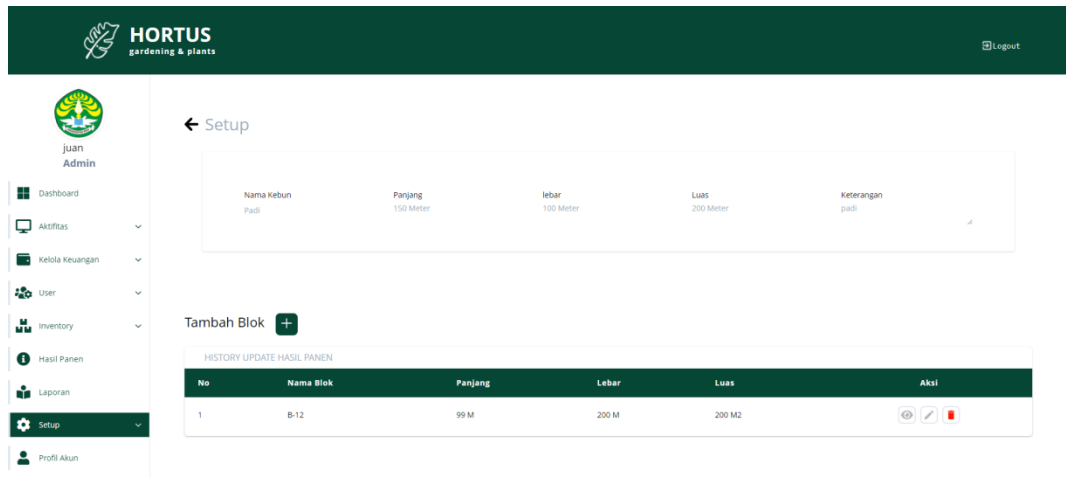 HORTUS
gardening & plants
Logout
juan
Admin
Dashboard
Aktifitas
Kelola Keuangan
User
Inventory
Hasil Panen
Laporan
Setup
Profil Akun
Setup
Nama Kebun Panjang lebar Luas Keterangan
Padi 150 Meter 100 Meter 200 Meter padi
Tambah Blok
HISTORY UPDATE HASIL PANEN
No Nama Blok Panjang Lebar Luas Aksi
1 B-12 99 M 200 M 200 M2